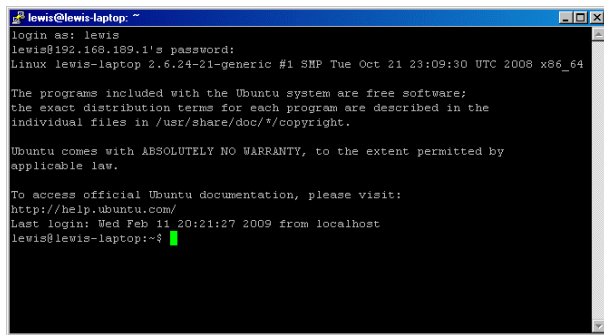 lewis@lewis-laptop: ~
login as: lewis
lewis@192.168.189.1's password:
Linux lewis-laptop 2.6.24-21-generic #1 SMP Tue Oct 21 23:09:30 UTC 2008 x86_64
The programs included with the Ubuntu system are free software;
the exact distribution terms for each program are described in the
individual files in /usr/share/doc/*/copyright.
Ubuntu comes with ABSOLUTELY NO WARRANTY, to the extent permitted by
applicable law.
To access official Ubuntu documentation, please visit:
http://help.ubuntu.com/
Last login: Wed Feb 11 20:21:27 2009 from localhost
lewis@lewis-laptop:~$